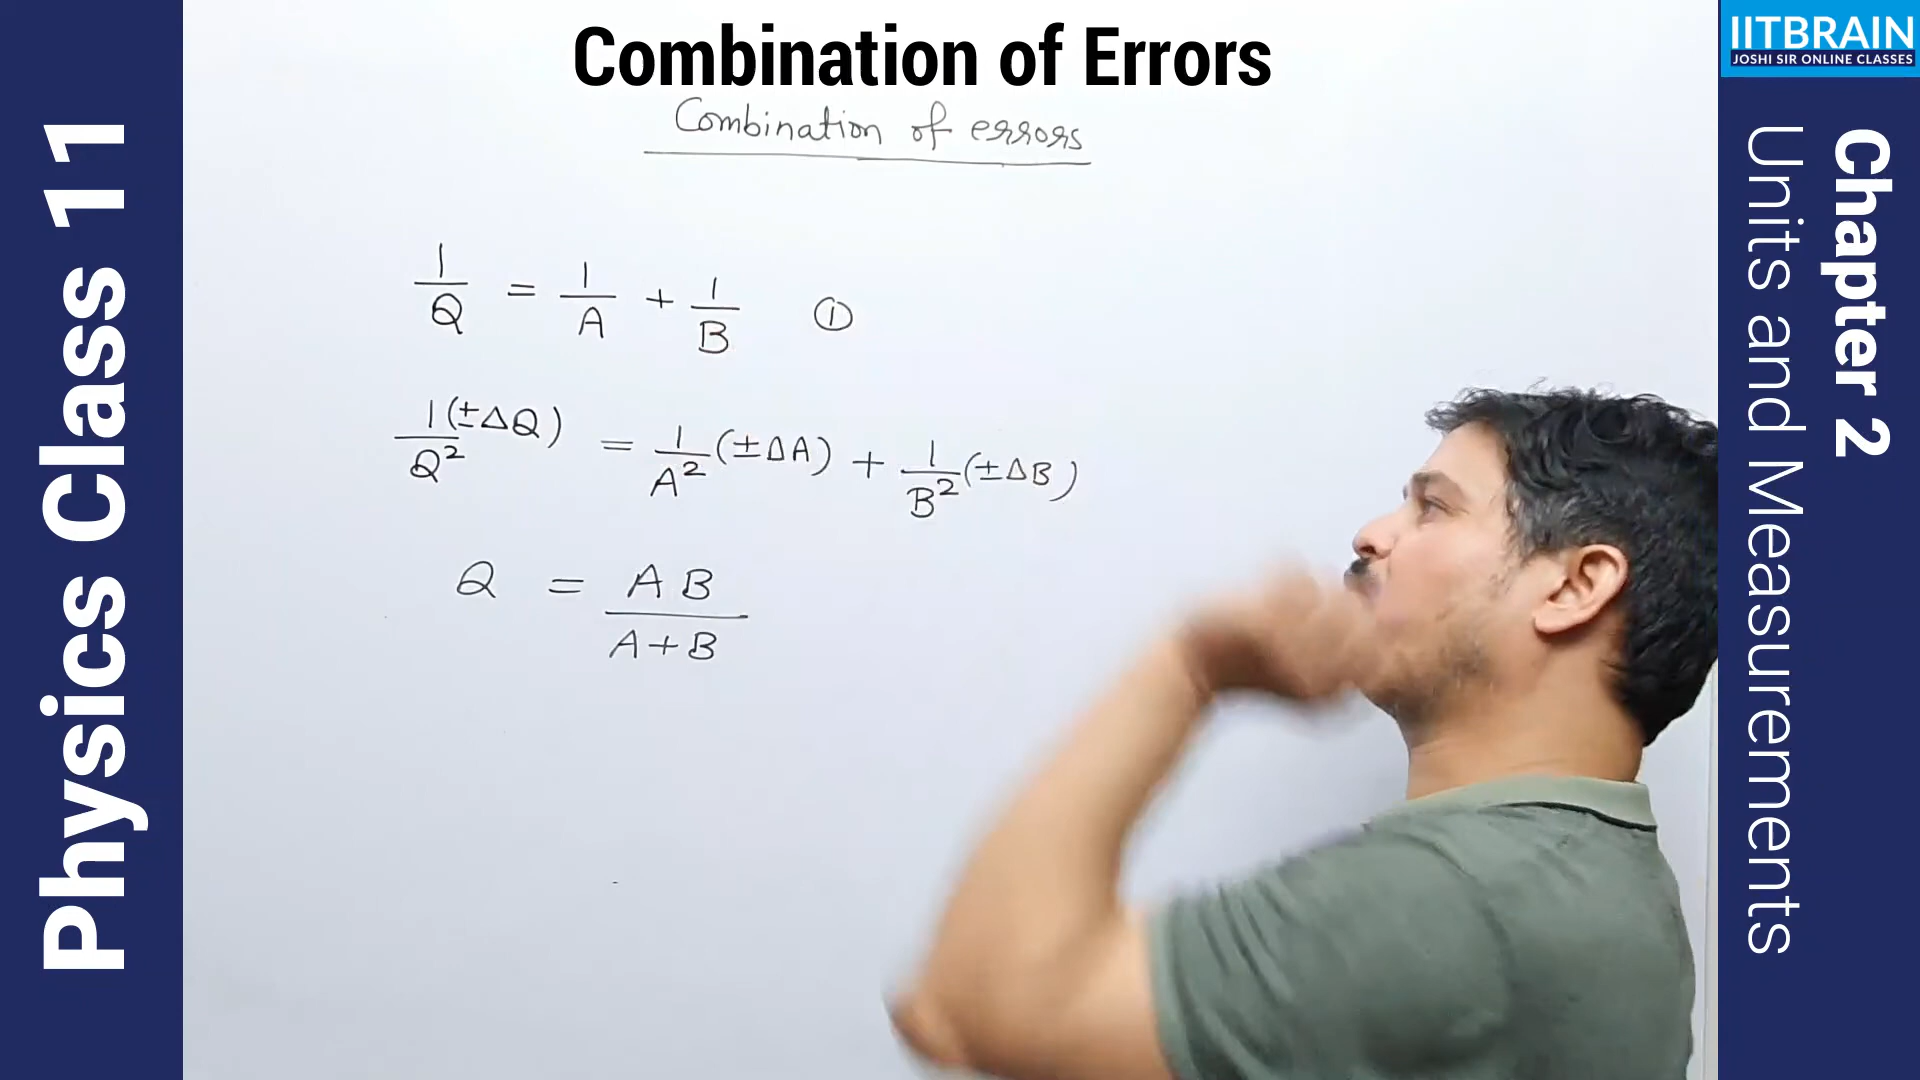 Combination of Errors
IITBRAIN
JOSHI SIR ONLINE CLASSES
Physics Class 11
Chapter 2
Units and Measurements
Combination of errors
1/Q = 1/A + 1/B ①
1/Q² (±ΔQ) = 1/A² (±ΔA) + 1/B² (±ΔB)
Q = AB/A+B